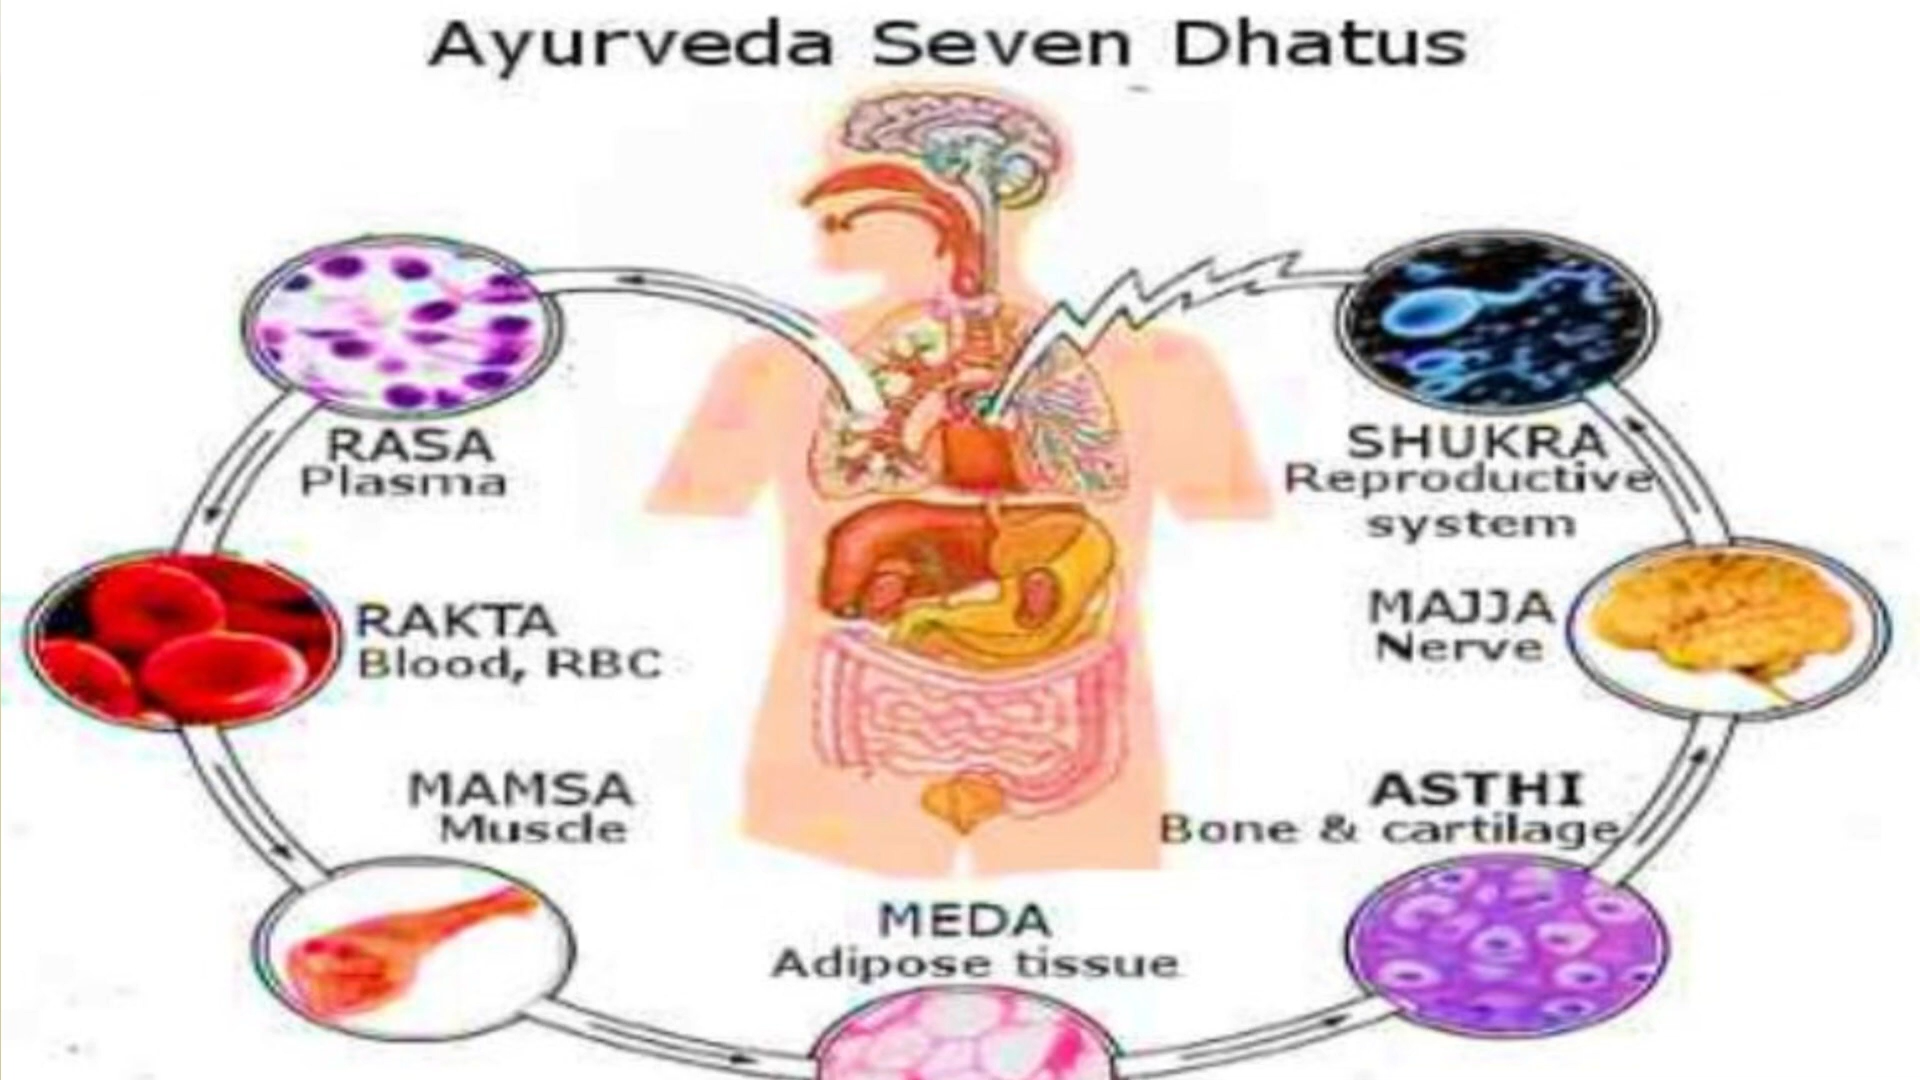 Ayurveda Seven Dhatus
RASA
Plasma
RAKTA
Blood, RBC
MAMSA
Muscle
MEDA
Adipose tissue
ASTHI
Bone & cartilage
MAJJA
Nerve
SHUKRA
Reproductive
system